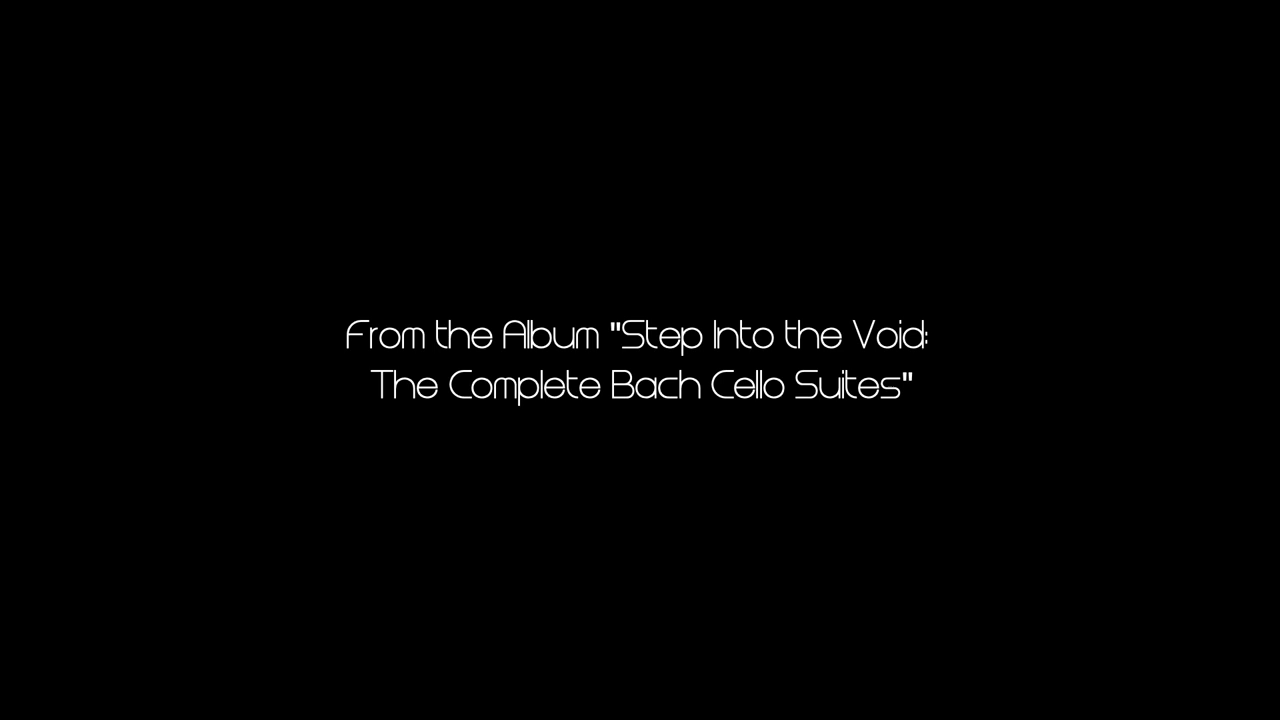 From the Album "Step Into the Void:
The Complete Bach Cello Suites"